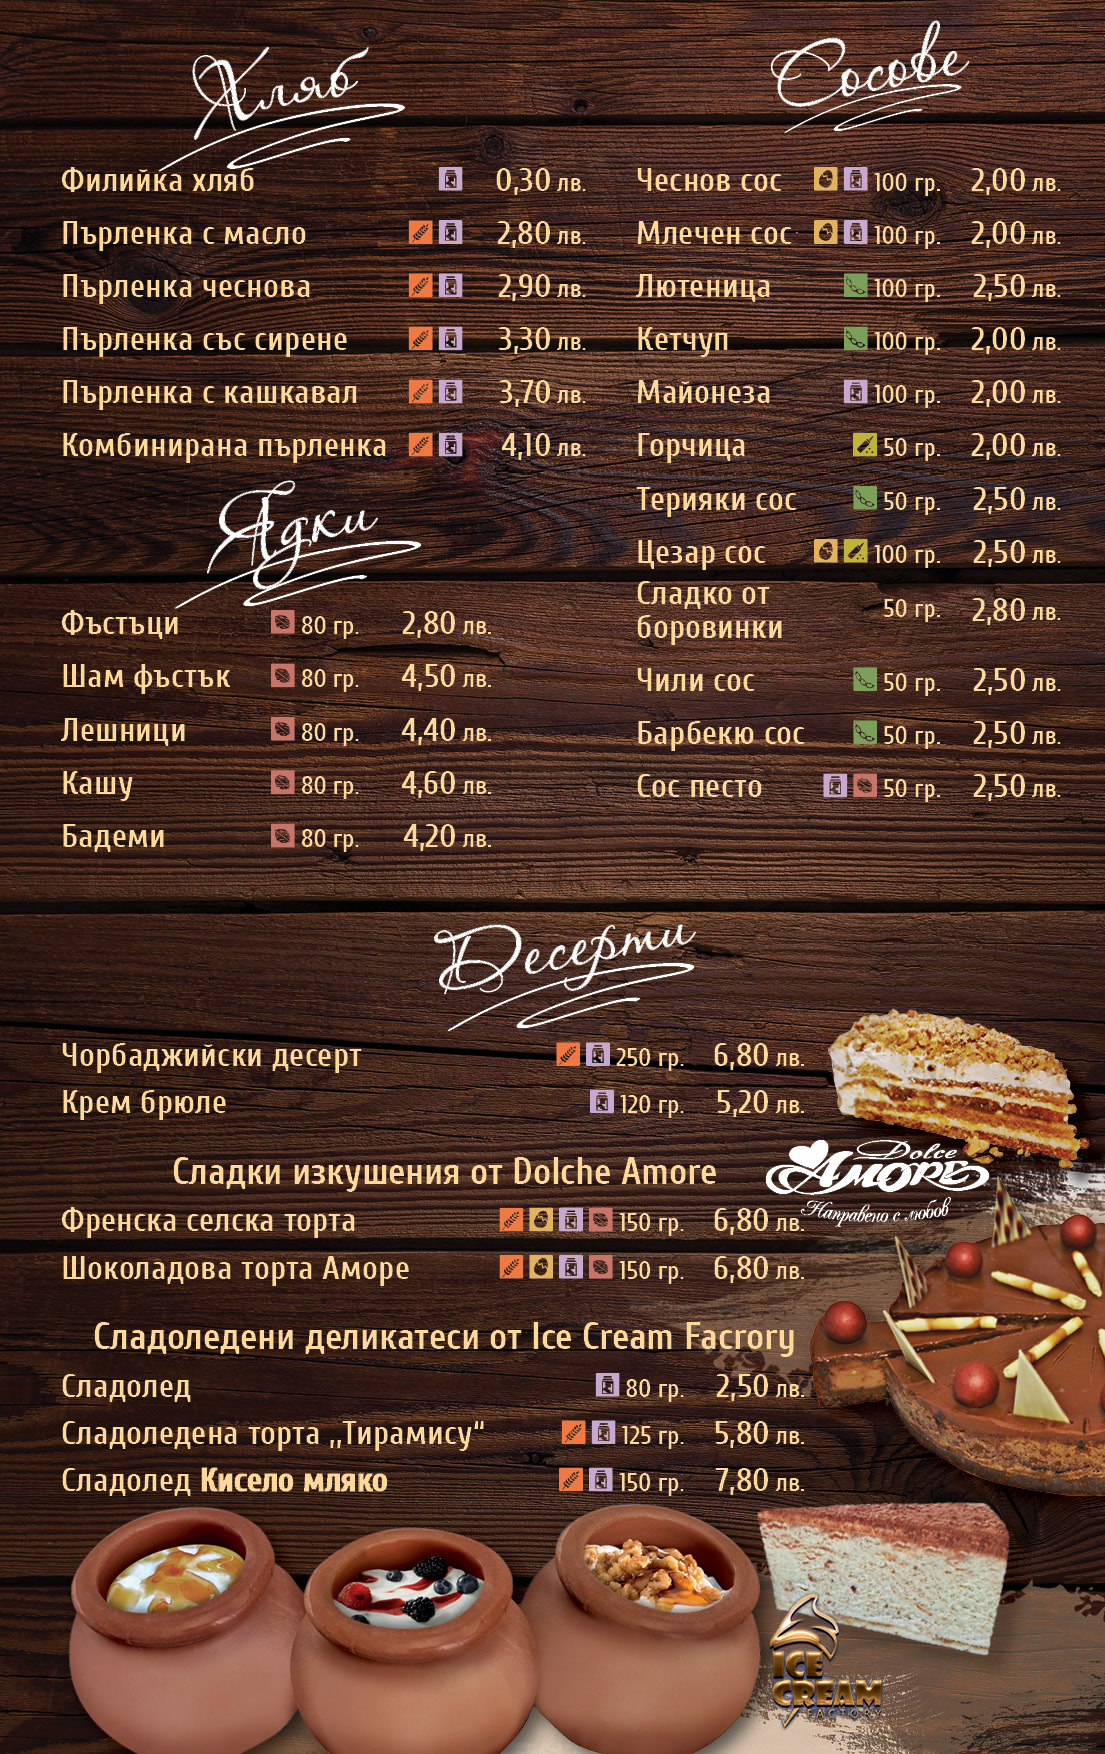 Хляб
Филийка хляб 0,30 лв.
Пърленка с масло 2,80 лв.
Пърленка чеснова 2,90 лв.
Пърленка със сирене 3,30 лв.
Пърленка с кашкавал 3,70 лв.
Комбинирана пърленка 4,10 лв.
Ядки
Фъстъци 80 гр. 2,80 лв.
Шам фъстък 80 гр. 4,50 лв.
Лешници 80 гр. 4,40 лв.
Кашу 80 гр. 4,60 лв.
Бадеми 80 гр. 4,20 лв.
Сосове
Чеснов сос 100 гр. 2,00 лв.
Млечен сос 100 гр. 2,00 лв.
Лютеница 100 гр. 2,50 лв.
Кетчуп 100 гр. 2,00 лв.
Майонеза 100 гр. 2,00 лв.
Горчица 50 гр. 2,00 лв.
Терияки сос 50 гр. 2,50 лв.
Цезар сос 100 гр. 2,50 лв.
Сладко от
боровинки 50 гр. 2,80 лв.
Чили сос 50 гр. 2,50 лв.
Барбекю сос 50 гр. 2,50 лв.
Сос песто 50 гр. 2,50 лв.
Десерти
Чорбаджийски десерт 250 гр. 6,80 лв.
Крем брюле 120 гр. 5,20 лв.
Сладки изкушения от Dolche Amore
Dolce
Amore
Направено с любов
Френска селска торта 150 гр. 6,80 лв.
Шоколадова торта Аморе 150 гр. 6,80 лв.
Сладоледени деликатеси от Ice Cream Facrory
Сладолед 80 гр. 2,50 лв.
Сладоледена торта ,,Тирамису“ 125 гр. 5,80 лв.
Сладолед Кисело мляко 150 гр. 7,80 лв.
ICE
CREAM
FACTORY